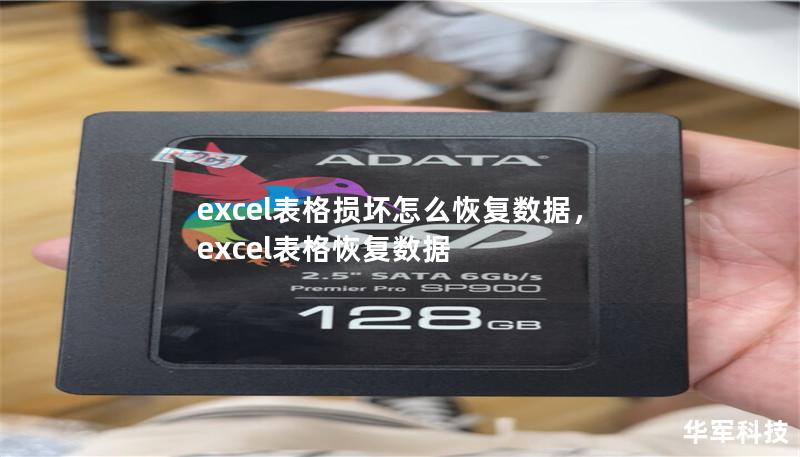 ADATA
excel表格损坏怎么恢复数据，
excel表格恢复数据
SSD
2.5" SATA 6Gb/s
Premier Pro SP900
128GB
华军科技